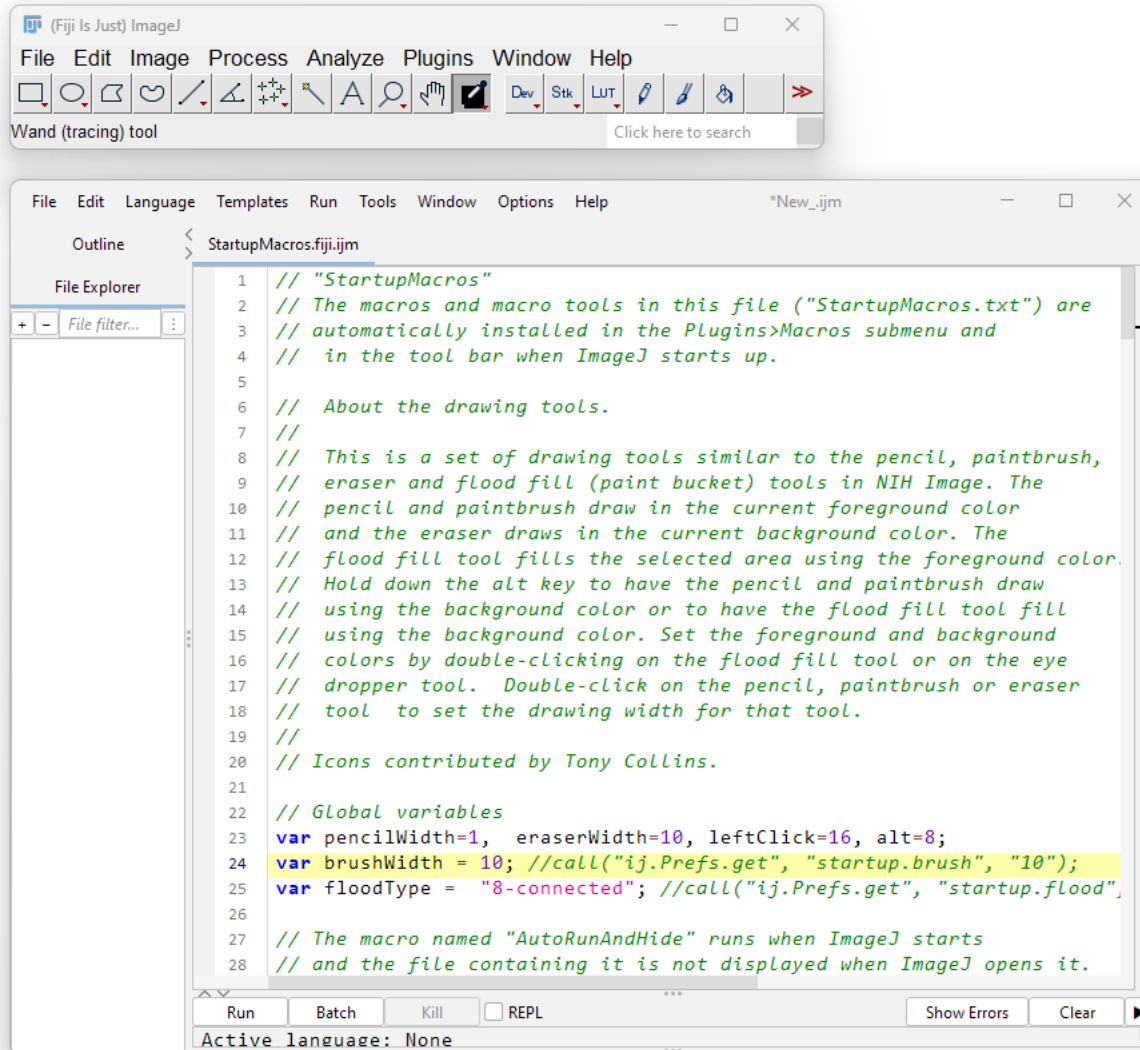 (Fiji Is Just) ImageJ
File Edit Image Process Analyze Plugins Window Help
A Dev Stk LUT
Wand (tracing) tool
Click here to search
File Edit Language Templates Run Tools Window Options Help *New_.ijm
Outline
StartupMacros.fiji.ijm
File Explorer
+ - File filter...
1 // "StartupMacros"
2 // The macros and macro tools in this file ("StartupMacros.txt") are
3 // automatically installed in the Plugins>Macros submenu and
4 //  in the tool bar when ImageJ starts up.
5
6 //  About the drawing tools.
7 //
8 //  This is a set of drawing tools similar to the pencil, paintbrush,
9 //  eraser and flood fill (paint bucket) tools in NIH Image. The
10 //  pencil and paintbrush draw in the current foreground color
11 //  and the eraser draws in the current background color. The
12 //  flood fill tool fills the selected area using the foreground color.
13 //  Hold down the alt key to have the pencil and paintbrush draw
14 //  using the background color or to have the flood fill tool fill
15 //  using the background color. Set the foreground and background
16 //  colors by double-clicking on the flood fill tool or on the eye
17 //  dropper tool.  Double-click on the pencil, paintbrush or eraser
18 //  tool  to set the drawing width for that tool.
19 //
20 // Icons contributed by Tony Collins.
21
22 // Global variables
23 var pencilWidth=1,  eraserWidth=10, leftClick=16, alt=8;
24 var brushWidth = 10; //call("ij.Prefs.get", "startup.brush", "10");
25 var floodType =  "8-connected"; //call("ij.Prefs.get", "startup.flood",
26
27 // The macro named "AutoRunAndHide" runs when ImageJ starts
28 // and the file containing it is not displayed when ImageJ opens it.
Run Batch Kill REPL Show Errors Clear
Active language: None